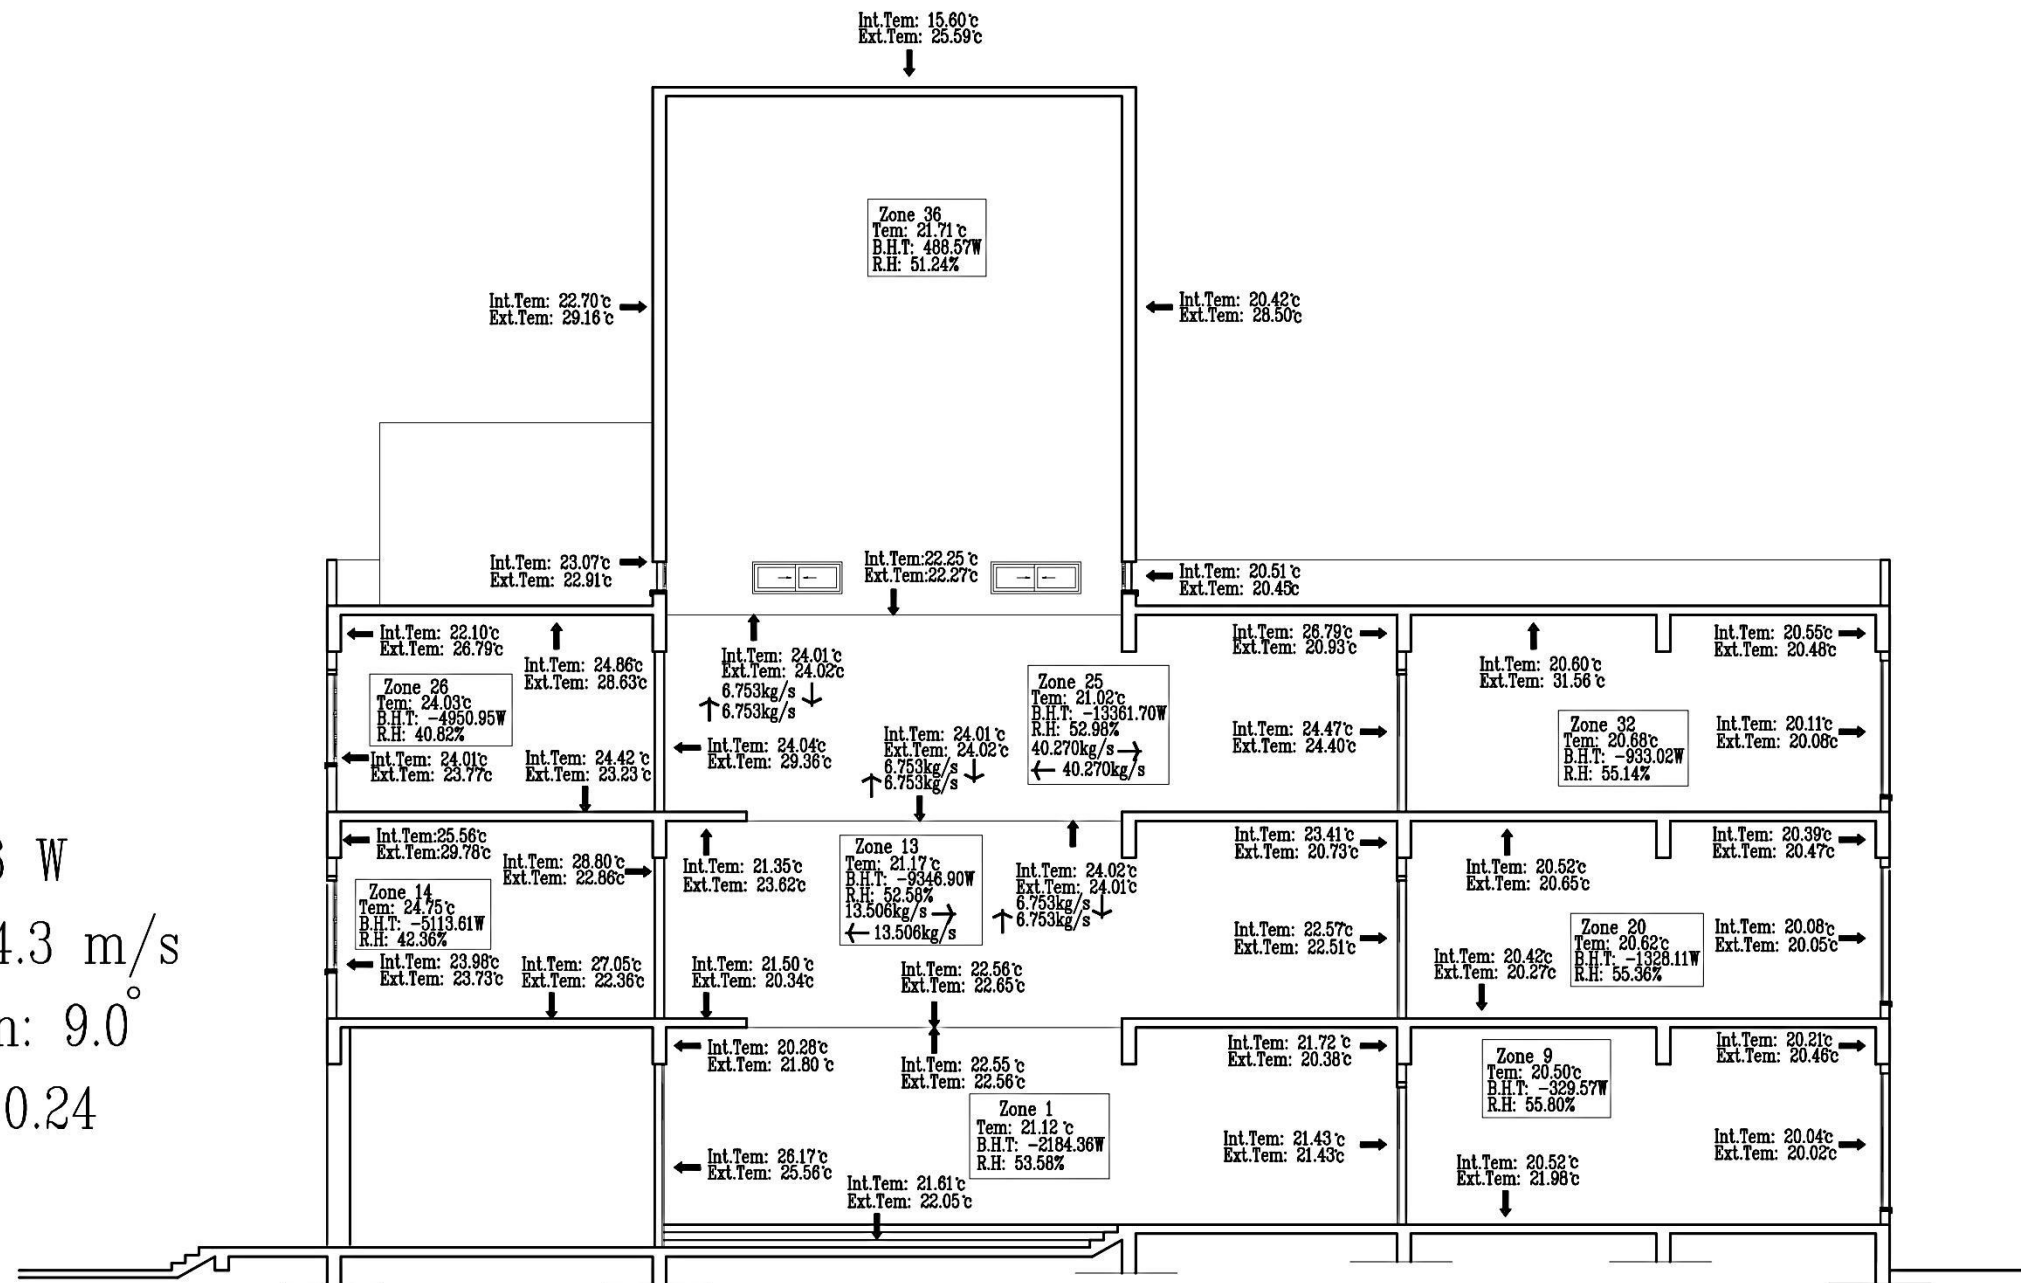 Int.Tem: 15.60℃
Ext.Tem: 25.59℃
Zone 36
Tem: 21.71℃
B.H.T: 488.57W
R.H: 51.24%
Int.Tem: 22.70℃
Ext.Tem: 29.16℃
Int.Tem: 20.42℃
Ext.Tem: 28.50℃
Int.Tem: 23.07℃
Ext.Tem: 22.91℃
Int.Tem:22.25℃
Ext.Tem:22.27℃
Int.Tem: 20.51℃
Ext.Tem: 20.45℃
Int.Tem: 22.10℃
Ext.Tem: 26.79℃
Int.Tem: 24.86℃
Ext.Tem: 28.63℃
Zone 26
Tem: 24.03℃
B.H.T: -4950.95W
R.H: 40.82%
Int.Tem: 24.01℃
Ext.Tem: 23.77℃
Int.Tem: 24.42℃
Ext.Tem: 23.23℃
Int.Tem: 24.01℃
Ext.Tem: 24.02℃
6.753kg/s
6.753kg/s
Int.Tem: 24.04℃
Ext.Tem: 29.36℃
Int.Tem: 24.01℃
Ext.Tem: 24.02℃
6.753kg/s
6.753kg/s
Zone 25
Tem: 21.02℃
B.H.T: -13361.70W
R.H: 52.98%
40.270kg/s
40.270kg/s
Int.Tem: 26.79℃
Ext.Tem: 20.93℃
Int.Tem: 24.47℃
Ext.Tem: 24.40℃
Int.Tem: 20.60℃
Ext.Tem: 31.56℃
Zone 32
Tem: 20.68℃
B.H.T: -933.02W
R.H: 55.14%
Int.Tem: 20.55℃
Ext.Tem: 20.48℃
Int.Tem: 20.11℃
Ext.Tem: 20.08℃
W
4.3 m/s
n: 9.0°
0.24
Int.Tem:25.56℃
Ext.Tem:29.78℃
Int.Tem: 28.80℃
Ext.Tem: 22.86℃
Zone 14
Tem: 24.75℃
B.H.T: -5113.61W
R.H: 42.36%
Int.Tem: 23.98℃
Ext.Tem: 23.73℃
Int.Tem: 27.05℃
Ext.Tem: 22.36℃
Int.Tem: 21.35℃
Ext.Tem: 23.62℃
Int.Tem: 21.50℃
Ext.Tem: 20.34℃
Zone 13
Tem: 21.17℃
B.H.T: -9346.90W
R.H: 52.58%
13.506kg/s
13.506kg/s
Int.Tem: 24.02℃
Ext.Tem: 24.01℃
6.753kg/s
6.753kg/s
Int.Tem: 22.56℃
Ext.Tem: 22.65℃
Int.Tem: 23.41℃
Ext.Tem: 20.73℃
Int.Tem: 22.57℃
Ext.Tem: 22.51℃
Int.Tem: 20.52℃
Ext.Tem: 20.65℃
Int.Tem: 20.42℃
Ext.Tem: 20.27℃
Zone 20
Tem: 20.62℃
B.H.T: -1328.11W
R.H: 55.36%
Int.Tem: 20.39℃
Ext.Tem: 20.47℃
Int.Tem: 20.08℃
Ext.Tem: 20.05℃
Int.Tem: 20.28℃
Ext.Tem: 21.80℃
Int.Tem: 22.55℃
Ext.Tem: 22.56℃
Zone 1
Tem: 21.12℃
B.H.T: -2184.36W
R.H: 53.58%
Int.Tem: 26.17℃
Ext.Tem: 25.56℃
Int.Tem: 21.61℃
Ext.Tem: 22.05℃
Int.Tem: 21.72℃
Ext.Tem: 20.38℃
Int.Tem: 21.43℃
Ext.Tem: 21.43℃
Zone 9
Tem: 20.50℃
B.H.T: -329.57W
R.H: 55.80%
Int.Tem: 20.52℃
Ext.Tem: 21.98℃
Int.Tem: 20.21℃
Ext.Tem: 20.46℃
Int.Tem: 20.04℃
Ext.Tem: 20.02℃